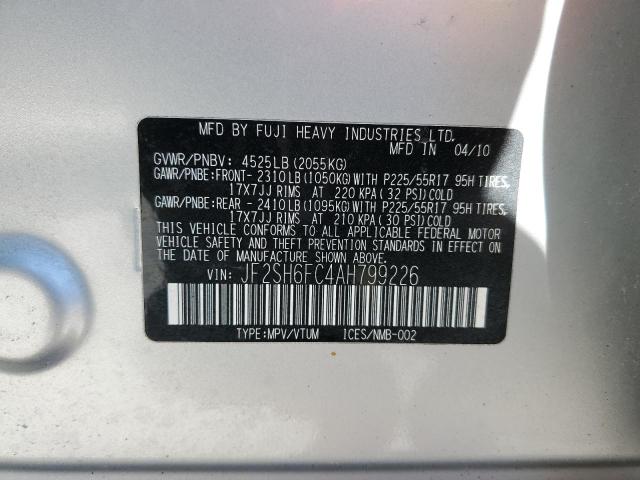 MFD BY FUJI HEAVY INDUSTRIES LTD.
MFD IN 04/10
GVWR/PNBV: 4525LB(2055KG)
GAWR/PNBE:FRONT-2310LB(1050KG)WITH P225/55R17 95H TIRES,
17X7JJ RIMS AT 220 KPA(32 PSI)COLD
GAWR/PNBE:REAR -2410LB(1095KG)WITH P225/55R17 95H TIRES,
17X7JJ RIMS AT 210 KPA(30 PSI)COLD
THIS VEHICLE CONFORMS TO ALL APPLICABLE FEDERAL MOTOR
VEHICLE SAFETY AND THEFT PREVENTION STANDARDS IN EFFECT ON
THE DATE OF MANUFACTURE SHOWN ABOVE.
VIN: JF2SH6FC4AH799226
TYPE:MPV/VTUM ICES/NMB-002